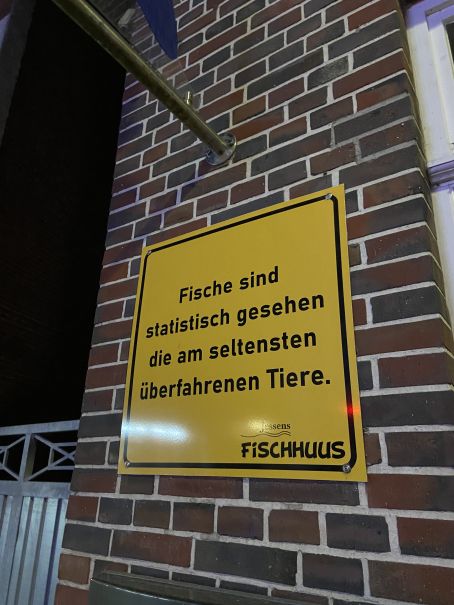 Fische sind
statistisch gesehen
die am seltensten
überfahrenen Tiere.
Jessens
FISCHHUUS